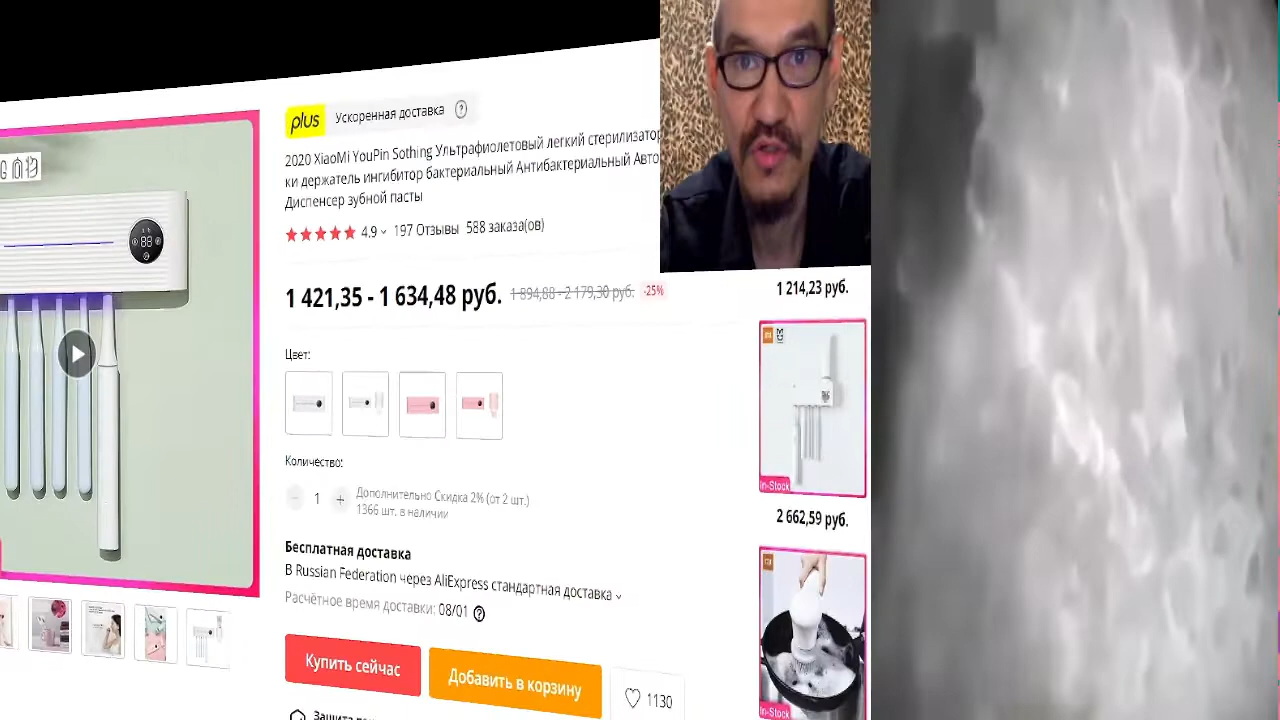 plus Ускоренная доставка ?
2020 XiaoMi YouPin Sothing Ультрафиолетовый легкий стерилизатор
ки держатель ингибитор бактериальный Антибактериальный Авто
Диспенсер зубной пасты
4.9 197 Отзывы 588 заказа(ов)
1 421,35 - 1 634,48 руб. 1 894,88 - 2 179,30 руб. -25%
1 214,23 руб.
Цвет:
In-Stock
Количество:
- 1 + Дополнительно Скидка 2% (от 2 шт.)
1366 шт. в наличии
2 662,59 руб.
Бесплатная доставка
В Russian Federation через AliExpress стандартная доставка
Расчётное время доставки: 08/01 ?
Купить сейчас Добавить в корзину 1130
In-Stock
Защита